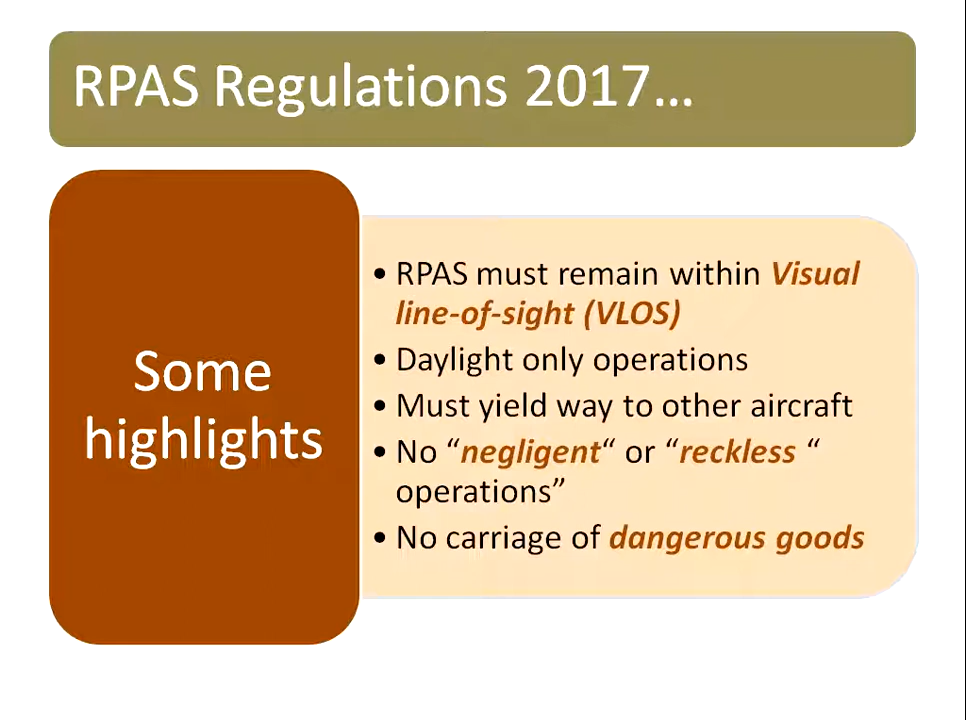 RPAS Regulations 2017...
Some
highlights
• RPAS must remain within Visual
line-of-sight (VLOS)
• Daylight only operations
• Must yield way to other aircraft
• No “negligent“ or “reckless “
operations”
• No carriage of dangerous goods